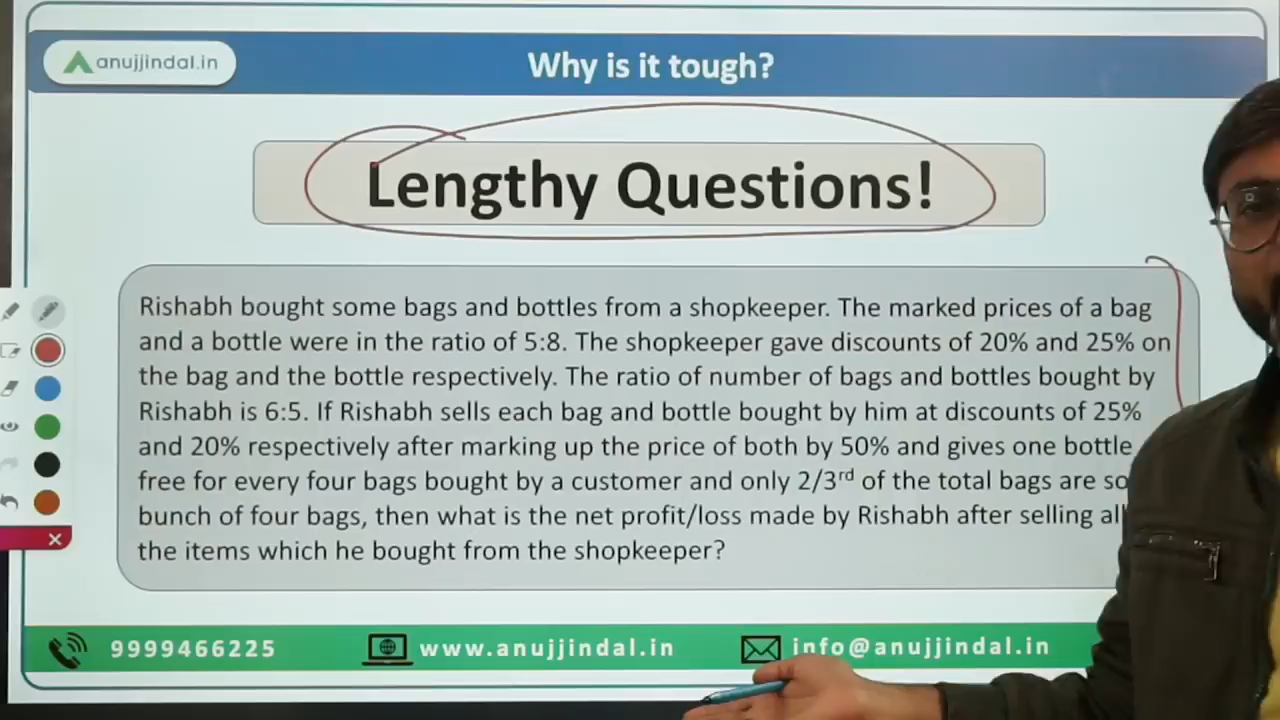 anujjindal.in
Why is it tough?
Lengthy Questions!
Rishabh bought some bags and bottles from a shopkeeper. The marked prices of a bag
and a bottle were in the ratio of 5:8. The shopkeeper gave discounts of 20% and 25% on
the bag and the bottle respectively. The ratio of number of bags and bottles bought by
Rishabh is 6:5. If Rishabh sells each bag and bottle bought by him at discounts of 25%
and 20% respectively after marking up the price of both by 50% and gives one bottle
free for every four bags bought by a customer and only 2/3rd of the total bags are so
bunch of four bags, then what is the net profit/loss made by Rishabh after selling all
the items which he bought from the shopkeeper?
9999466225
www.anujjindal.in
info@anujjindal.in